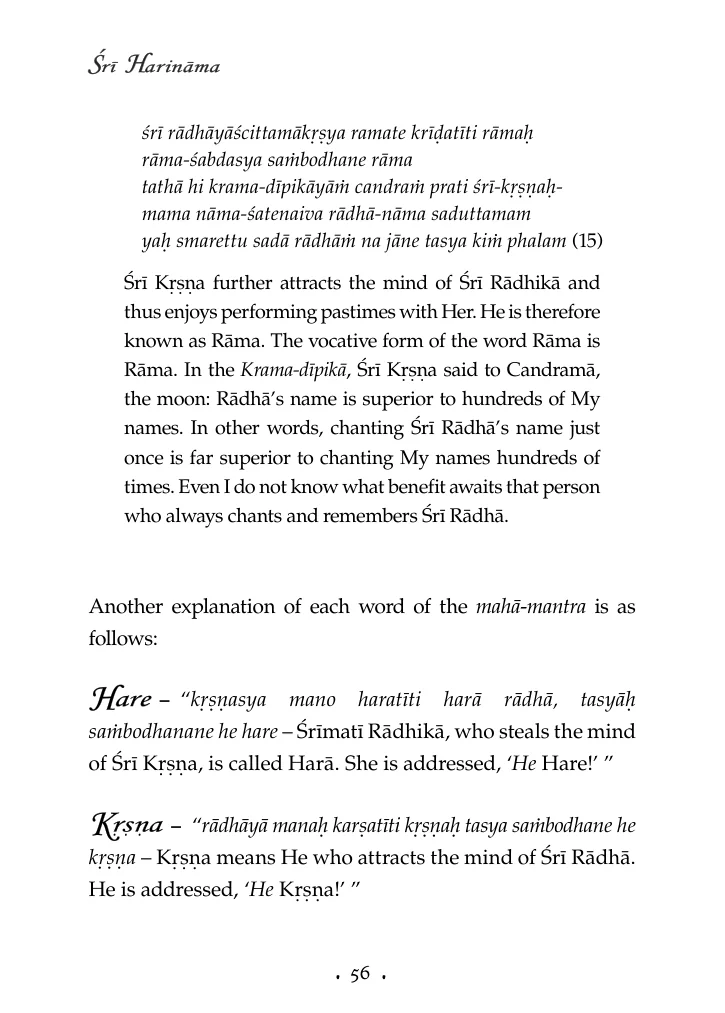 Śrī Harināma
śrī rādhāyāścittamākṛṣya ramate krīḍatīti rāmaḥ
rāma-śabdasya saṁbodhane rāma
tathā hi krama-dīpikāyāṁ candraṁ prati śrī-kṛṣṇaḥ-
mama nāma-śatenaiva rādhā-nāma saduttamam
yaḥ smarettu sadā rādhāṁ na jāne tasya kiṁ phalam (15)
Śrī Kṛṣṇa further attracts the mind of Śrī Rādhikā and
thus enjoys performing pastimes with Her. He is therefore
known as Rāma. The vocative form of the word Rāma is
Rāma. In the Krama-dīpikā, Śrī Kṛṣṇa said to Candramā,
the moon: Rādhā’s name is superior to hundreds of My
names. In other words, chanting Śrī Rādhā’s name just
once is far superior to chanting My names hundreds of
times. Even I do not know what benefit awaits that person
who always chants and remembers Śrī Rādhā.
Another explanation of each word of the mahā-mantra is as
follows:
Hare – “kṛṣṇasya mano haratīti harā rādhā, tasyāḥ
saṁbodhanane he hare – Śrīmatī Rādhikā, who steals the mind
of Śrī Kṛṣṇa, is called Harā. She is addressed, ‘He Hare!’ ”
Kṛṣṇa – “rādhāyā manaḥ karṣatīti kṛṣṇaḥ tasya saṁbodhane he
kṛṣṇa – Kṛṣṇa means He who attracts the mind of Śrī Rādhā.
He is addressed, ‘He Kṛṣṇa!’ ”
• 56 •